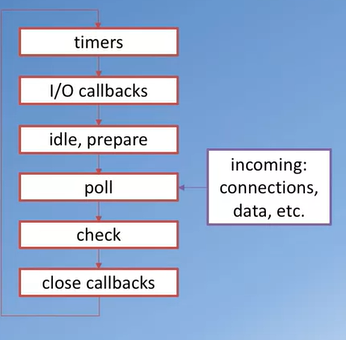 timers
I/O callbacks
idle, prepare
poll
incoming:
connections,
data, etc.
check
close callbacks